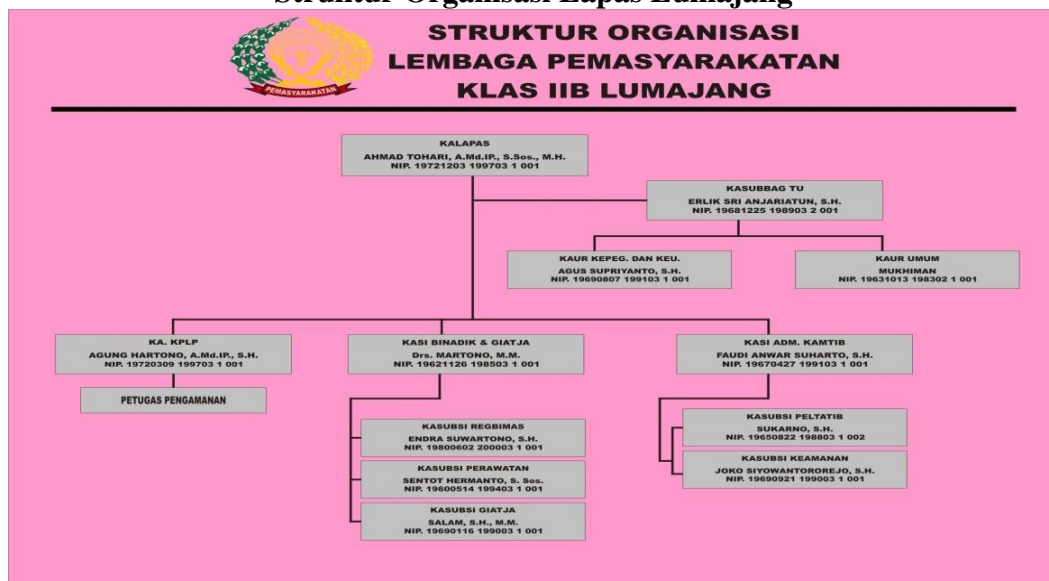 Struktur Organisasi Lapas Lumajang
STRUKTUR ORGANISASI
LEMBAGA PEMASYARAKATAN
KLAS IIB LUMAJANG
PEMASYARAKATAN
KALAPAS
AHMAD TOHARI, A.Md.IP., S.Sos., M.H.
NIP. 19721203 199703 1 001
KASUBBAG TU
ERLIK SRI ANJARIATUN, S.H.
NIP. 19681225 198903 2 001
KAUR KEPEG. DAN KEU.
AGUS SUPRIYANTO, S.H.
NIP. 19690807 199103 1 001
KAUR UMUM
MUKHIMAN
NIP. 19631013 198302 1 001
KA. KPLP
AGUNG HARTONO, A.Md.IP., S.H.
NIP. 19720309 199703 1 001
PETUGAS PENGAMANAN
KASI BINADIK & GIATJA
Drs. MARTONO, M.M.
NIP. 19621126 198503 1 001
KASUBSI REGBIMAS
ENDRA SUWARTONO, S.H.
NIP. 19800602 200003 1 001
KASUBSI PERAWATAN
SENTOT HERMANTO, S. Sos.
NIP. 19600514 199403 1 001
KASUBSI GIATJA
SALAM, S.H., M.M.
NIP. 19690116 199003 1 001
KASI ADM. KAMTIB
FAUDI ANWAR SUHARTO, S.H.
NIP. 19670427 199103 1 001
KASUBSI PELTATIB
SUKARNO, S.H.
NIP. 19650822 198803 1 002
KASUBSI KEAMANAN
JOKO SIYOWANTOROREJO, S.H.
NIP. 19690921 199003 1 001